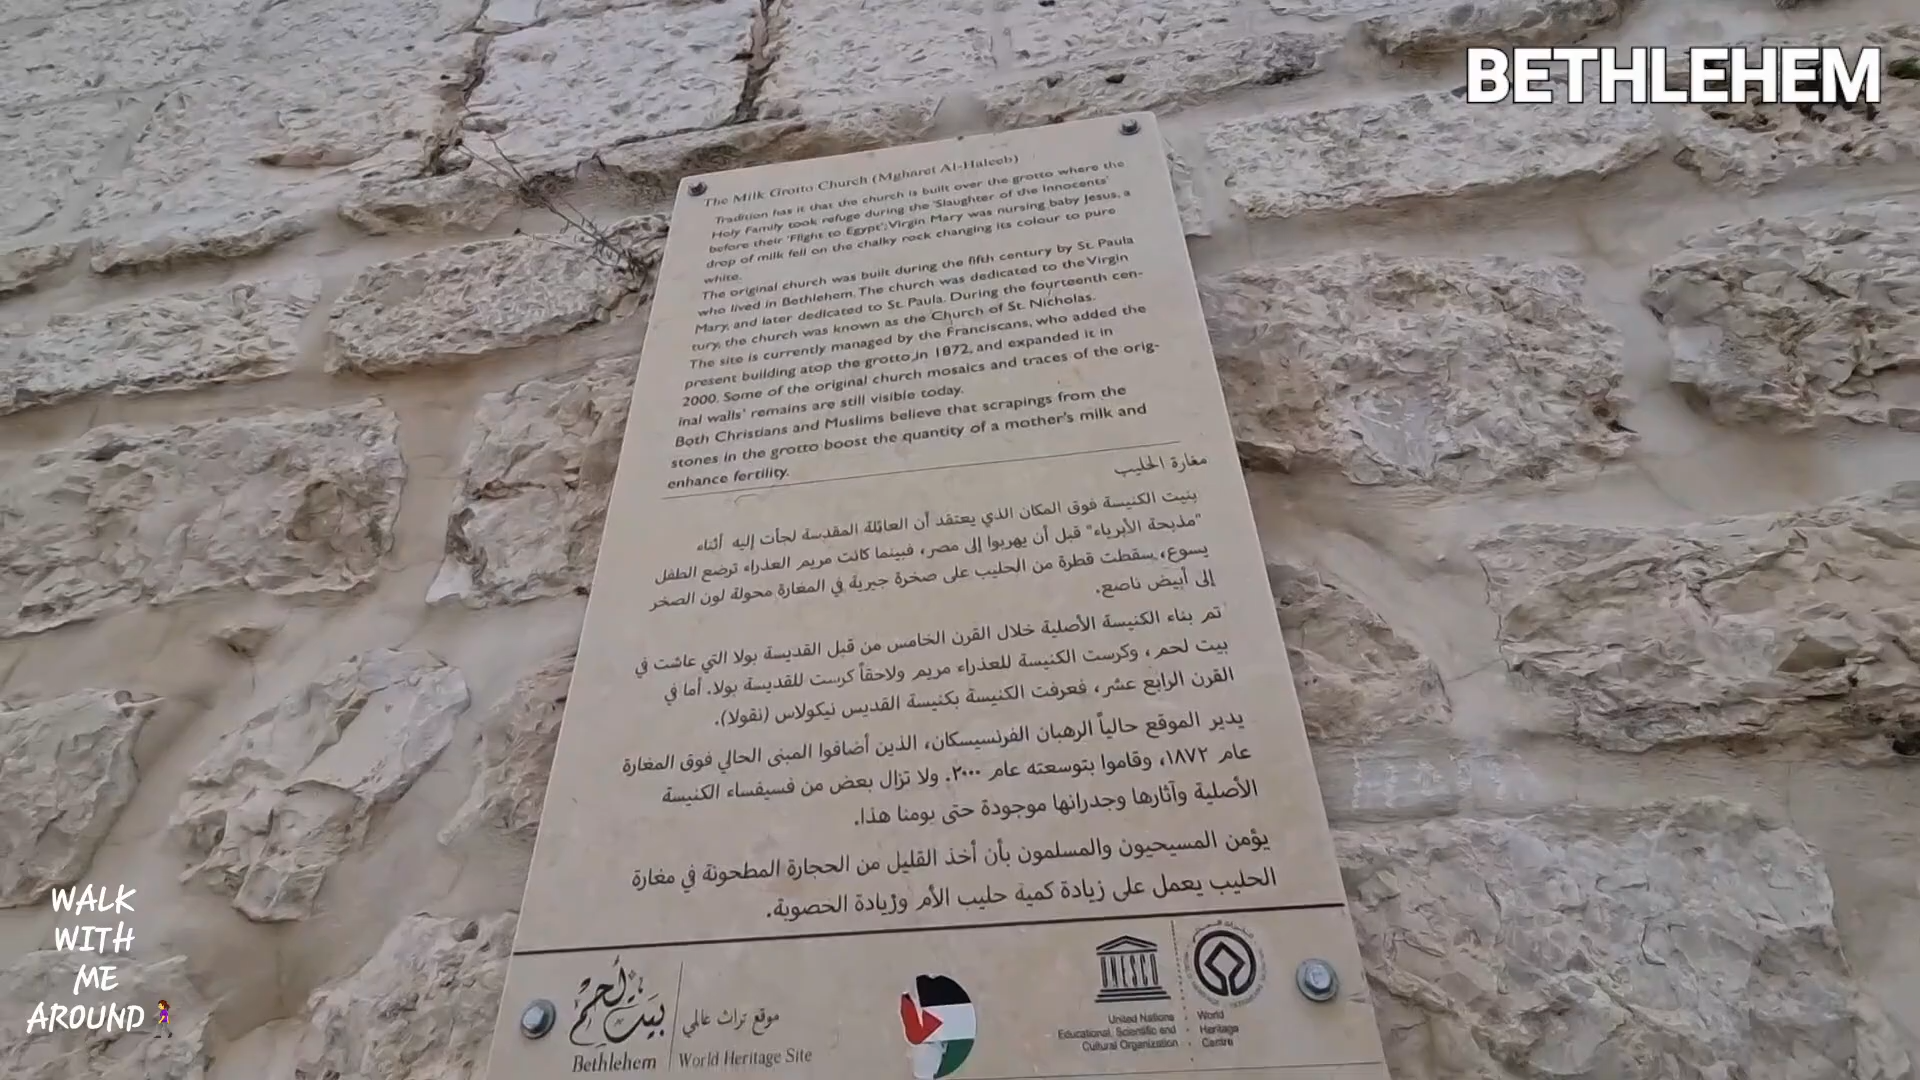 BETHLEHEM
The Milk Grotto Church (Mgharet Al-Haleeb)
Tradition has it that the church is built over the grotto where the
Holy Family took refuge during the 'Slaughter of the Innocents'
before their 'Flight to Egypt'; Virgin Mary was nursing baby Jesus, a
drop of milk fell on the chalky rock changing its colour to pure
white.
The original church was built during the fifth century by St. Paula
who lived in Bethlehem. The church was dedicated to the Virgin
Mary, and later dedicated to St. Paula. During the fourteenth cen-
tury, the church was known as the Church of St. Nicholas.
The site is currently managed by the Franciscans, who added the
present building atop the grotto in 1872, and expanded it in
2000. Some of the original church mosaics and traces of the orig-
inal walls' remains are still visible today.
Both Christians and Muslims believe that scrapings from the
stones in the grotto boost the quantity of a mother's milk and
enhance fertility.
مغارة الحليب
بنيت الكنيسة فوق المكان الذي يعتقد أن العائلة المقدسة لجأت إليه أثناء
"مذبحة الأبرياء" قبل أن يهربوا إلى مصر، فبينما كانت مريم العذراء ترضع الطفل
يسوع، سقطت قطرة من الحليب على صخرة جيرية في المغارة محولة لون الصخر
إلى أبيض ناصع.
تم بناء الكنيسة الأصلية خلال القرن الخامس من قبل القديسة بولا التي عاشت في
بيت لحم، وكرست الكنيسة للعذراء مريم ولاحقاً كرست للقديسة بولا. أما في
القرن الرابع عشر، فعرفت الكنيسة بكنيسة القديس نيكولاس (نقولا).
يدير الموقع حالياً الرهبان الفرنسيسكان، الذين أضافوا المبنى الحالي فوق المغارة
عام ١٨٧٢، وقاموا بتوسعته عام ٢٠٠٠. ولا تزال بعض من فسيفساء الكنيسة
الأصلية وآثارها وجدرانها موجودة حتى يومنا هذا.
يؤمن المسيحيون والمسلمون بأن أخذ القليل من الحجارة المطحونة في مغارة
الحليب يعمل على زيادة كمية حليب الأم وزيادة الخصوبة.
بيت لحم
Bethlehem
موقع تراث عالمي
World Heritage Site
UNESCO
United Nations
Educational, Scientific and
Cultural Organization
World
Heritage
Centre
WALK
WITH
ME
AROUND